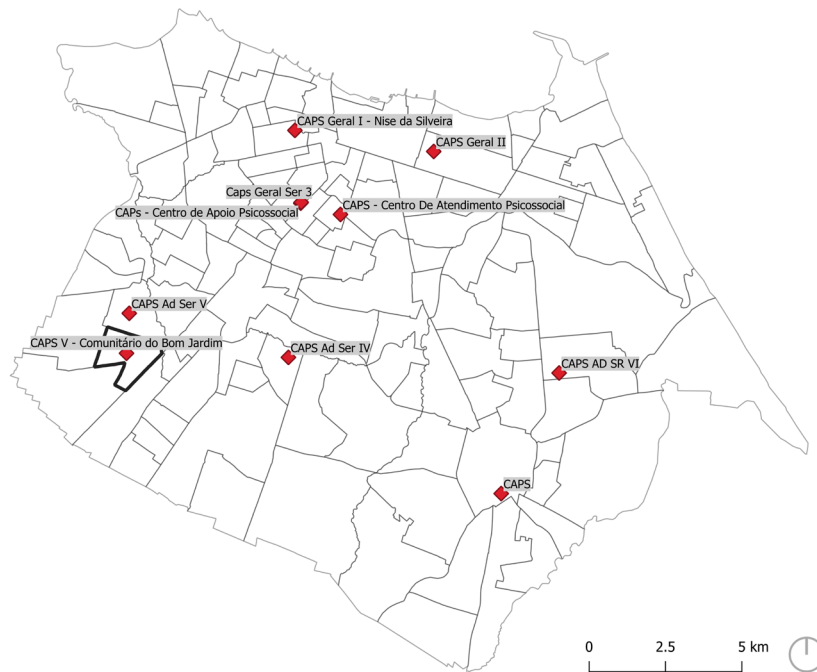 CAPS Geral I - Nise da Silveira
CAPS Geral II
Caps Geral Ser 3
CAPS - Centro De Atendimento Psicossocial
CAPs - Centro de Apoio Psicossocial
CAPS Ad Ser V
CAPS V - Comunitário do Bom Jardim
CAPS Ad Ser IV
CAPS AD SR VI
CAPS
0 2.5 5 km